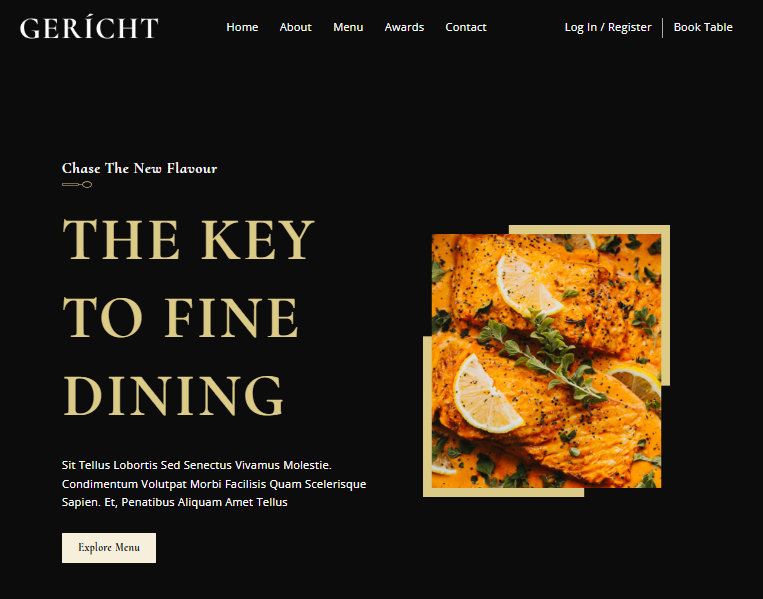 GERÍCHT
Home About Menu Awards Contact
Log In / Register Book Table
Chase The New Flavour
THE KEY
TO FINE
DINING
Sit Tellus Lobortis Sed Senectus Vivamus Molestie.
Condimentum Volutpat Morbi Facilisis Quam Scelerisque
Sapien. Et, Penatibus Aliquam Amet Tellus
Explore Menu